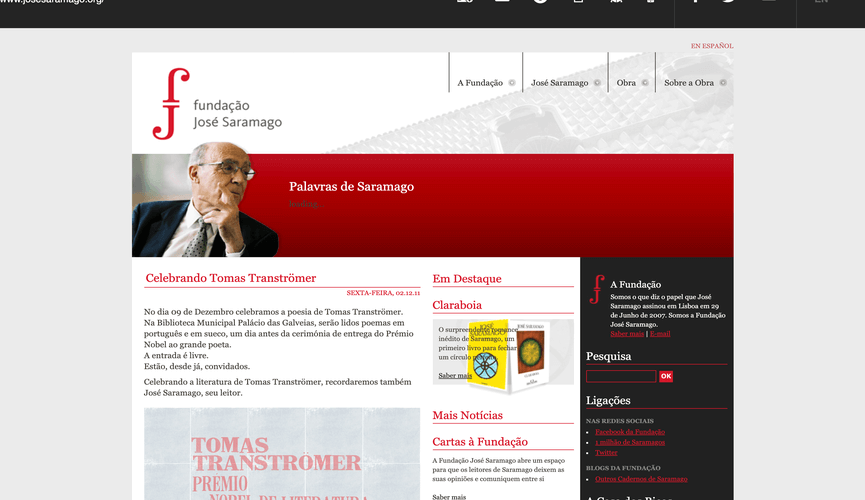 www.josesaramago.org/
EN
EN ESPAÑOL
fundação
José Saramago
A Fundação
José Saramago
Obra
Sobre a Obra
Palavras de Saramago
loading...
Celebrando Tomas Tranströmer
SEXTA-FEIRA, 02.12.11
No dia 09 de Dezembro celebramos a poesia de Tomas Tranströmer.
Na Biblioteca Municipal Palácio das Galveias, serão lidos poemas em
português e em sueco, um dia antes da cerimónia de entrega do Prémio
Nobel ao grande poeta.
A entrada é livre.
Estão, desde já, convidados.
Celebrando a literatura de Tomas Tranströmer, recordaremos também
José Saramago, seu leitor.
TOMAS
TRANSTRÖMER
PREMIO
NOBEL DE LITERATURA
Em Destaque
Claraboia
O surpreendente romance
inédito de Saramago, um
primeiro livro para fechar
um círculo perfeito.
Saber mais
JOSÉ
SARAMAGO
JOSÉ SARAMAGO
Mais Notícias
Cartas à Fundação
A Fundação José Saramago abre um espaço
para que os leitores de Saramago deixem as
suas opiniões e comuniquem entre si
Saber mais
A Fundação
Somos o que diz o papel que José
Saramago assinou em Lisboa em 29
de Junho de 2007. Somos a Fundação
José Saramago.
Saber mais | E-mail
Pesquisa
OK
Ligações
NAS REDES SOCIAIS
Facebook da Fundação
1 milhão de Saramagos
Twitter
BLOGS DA FUNDAÇÃO
Outros Cadernos de Saramago
A Casa dos Bicos